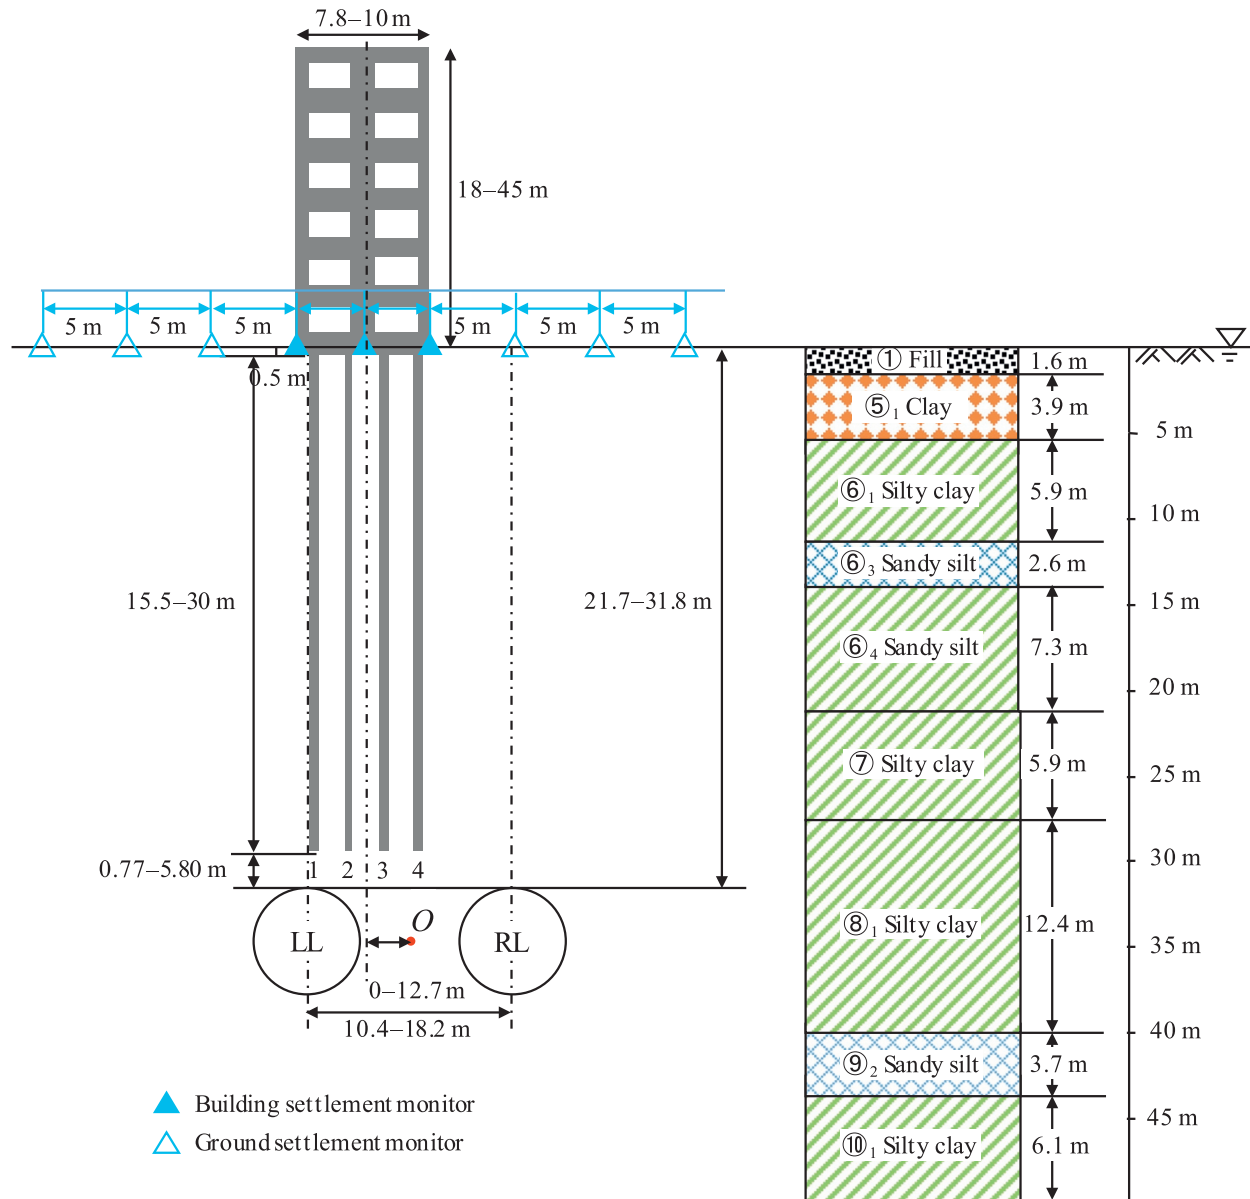 7.8–10 m
18–45 m
5 m 5 m 5 m 5 m 5 m 5 m
0.5 m
15.5–30 m
21.7–31.8 m
0.77–5.80 m
1 2 3 4
LL
O
RL
0–12.7 m
10.4–18.2 m
Building settlement monitor
Ground settlement monitor
① Fill 1.6 m
⑤₁ Clay 3.9 m
5 m
⑥₁ Silty clay 5.9 m
10 m
⑥₃ Sandy silt 2.6 m
15 m
⑥₄ Sandy silt 7.3 m
20 m
⑦ Silty clay 5.9 m
25 m
30 m
⑧₁ Silty clay 12.4 m
35 m
40 m
⑨₂ Sandy silt 3.7 m
45 m
⑩₁ Silty clay 6.1 m